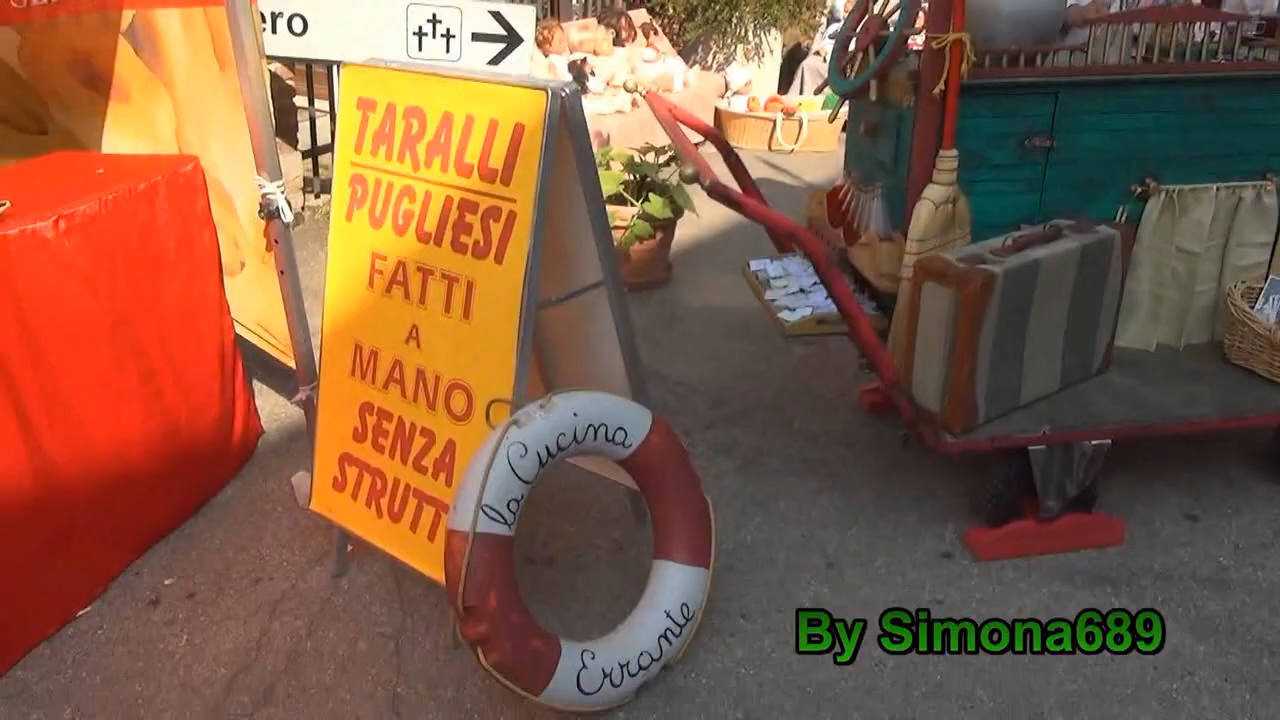 ero
TARALLI
PUGLIESI
FATTI
A
MANO
SENZA
STRUTT
la Cucina
Errante
By Simona689